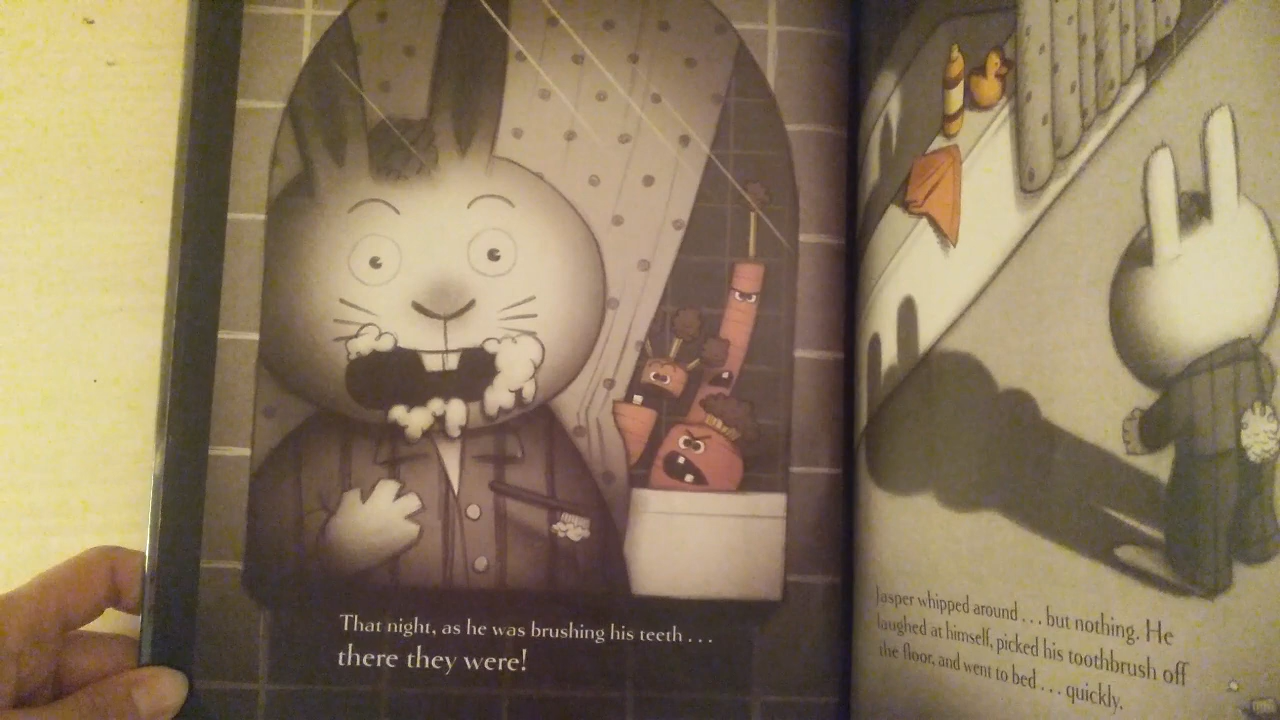 That night, as he was brushing his teeth . . .
there they were!
Jasper whipped around . . . but nothing. He
laughed at himself, picked his toothbrush off
the floor, and went to bed . . . quickly.